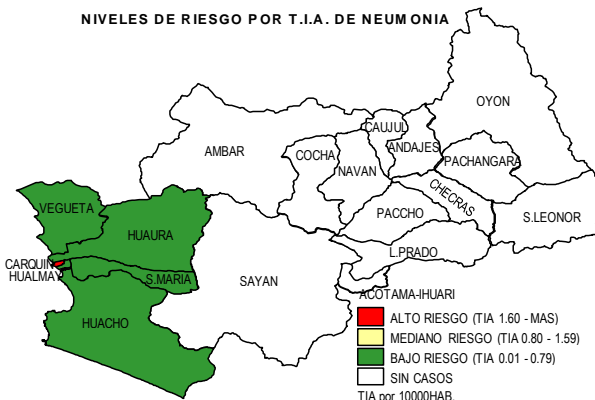 NIVELES DE RIESGO POR T.I.A. DE NEUMONIA
OYON
CAUJUL
ANDAJES
AMBAR
COCHA
NAVAN
PACHANGARA
CHECRAS
VEGUETA
PACCHO
S.LEONOR
HUAURA
L.PRADO
CARQUIN
HUALMAY
S.MARIA
SAYAN
HUACHO
ACOTAMA-IHUARI
ALTO RIESGO (TIA 1.60 - MAS)
MEDIANO RIESGO (TIA 0.80 - 1.59)
BAJO RIESGO (TIA 0.01 - 0.79)
SIN CASOS
TIA por 10000HAB.